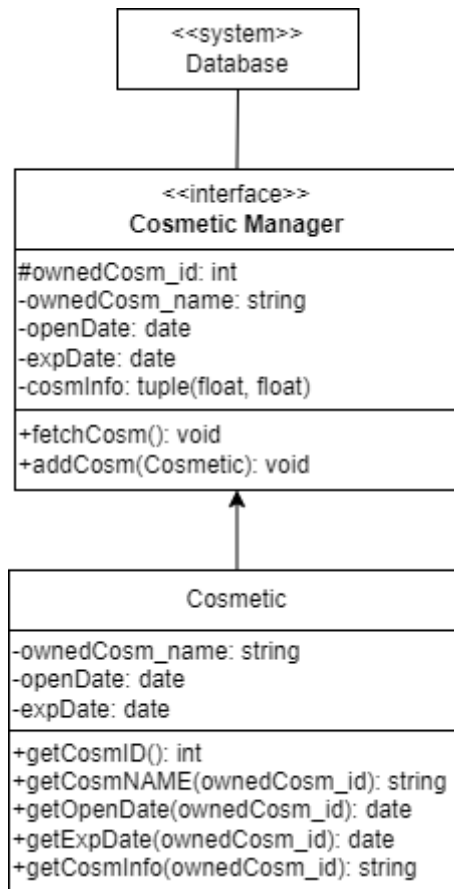 <<system>>
Database
<<interface>>
Cosmetic Manager
#ownedCosm_id: int
-ownedCosm_name: string
-openDate: date
-expDate: date
-cosmInfo: tuple(float, float)
+fetchCosm(): void
+addCosm(Cosmetic): void
Cosmetic
-ownedCosm_name: string
-openDate: date
-expDate: date
+getCosmID(): int
+getCosmNAME(ownedCosm_id): string
+getOpenDate(ownedCosm_id): date
+getExpDate(ownedCosm_id): date
+getCosmInfo(ownedCosm_id): string